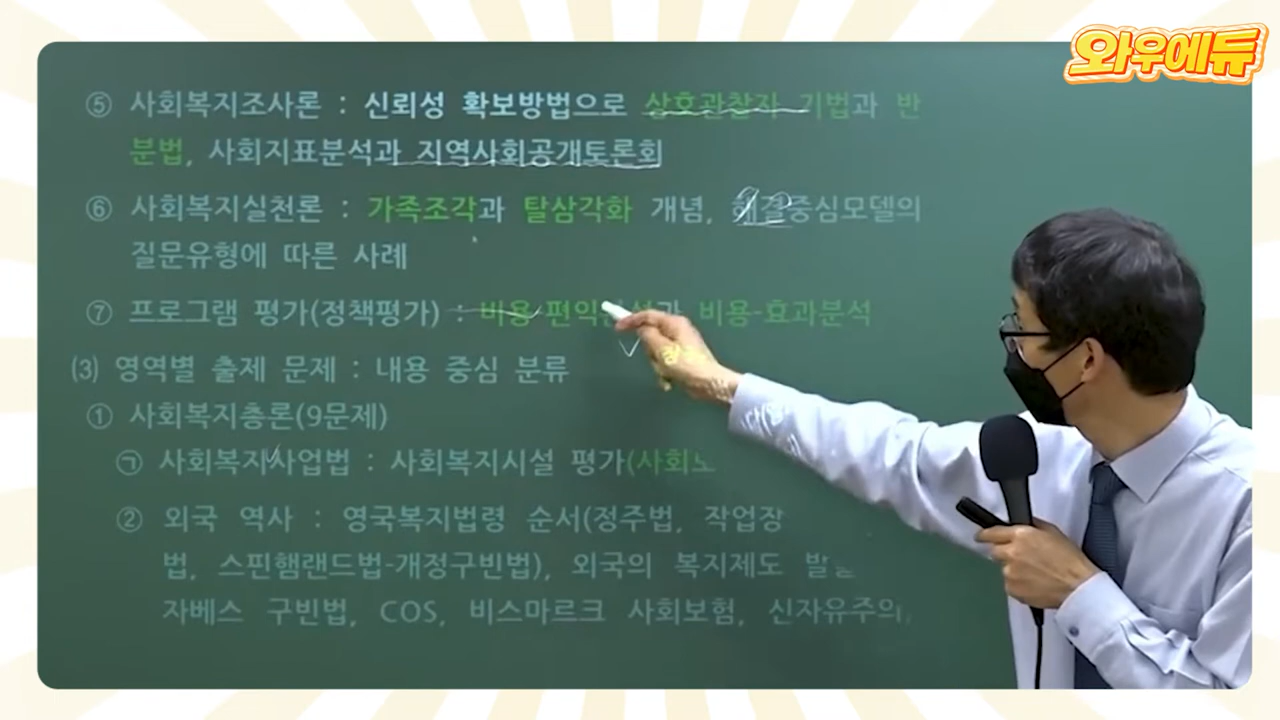 와우에듀
⑤ 사회복지조사론 : 신뢰성 확보방법으로 상호관찰자 기법과 반
분법, 사회지표분석과 지역사회공개토론회
⑥ 사회복지실천론 : 가족조각과 탈삼각화 개념, 해결중심모델의
질문유형에 따른 사례
⑦ 프로그램 평가(정책평가) : 비용-편익분석과 비용-효과분석
(3) 영역별 출제 문제 : 내용 중심 분류
① 사회복지총론(9문제)
㉠ 사회복지사업법 : 사회복지시설 평가(사회
② 외국 역사 : 영국복지법령 순서(정주법, 작업장
법, 스핀햄랜드법-개정구빈법), 외국의 복지제도
자베스 구빈법, COS, 비스마르크 사회보험, 신자유주의,